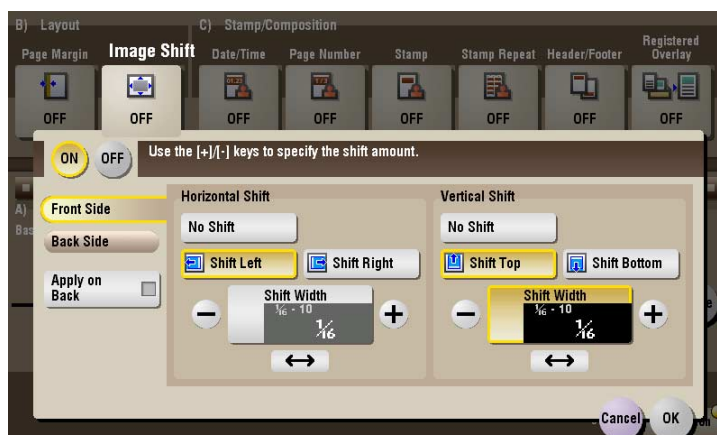 B) Layout
C) Stamp/Composition
Page Margin
Image Shift
Date/Time
Page Number
Stamp
Stamp Repeat
Header/Footer
Registered
Overlay
OFF
OFF
OFF
OFF
OFF
OFF
OFF
OFF
ON
OFF
Use the [+]/[-] keys to specify the shift amount.
A)
Bas
Front Side
Back Side
Apply on
Back
Horizontal Shift
No Shift
Shift Left
Shift Right
Shift Width
1/16 - 10
1/16
Vertical Shift
No Shift
Shift Top
Shift Bottom
Shift Width
1/16 - 10
1/16
Cancel
OK